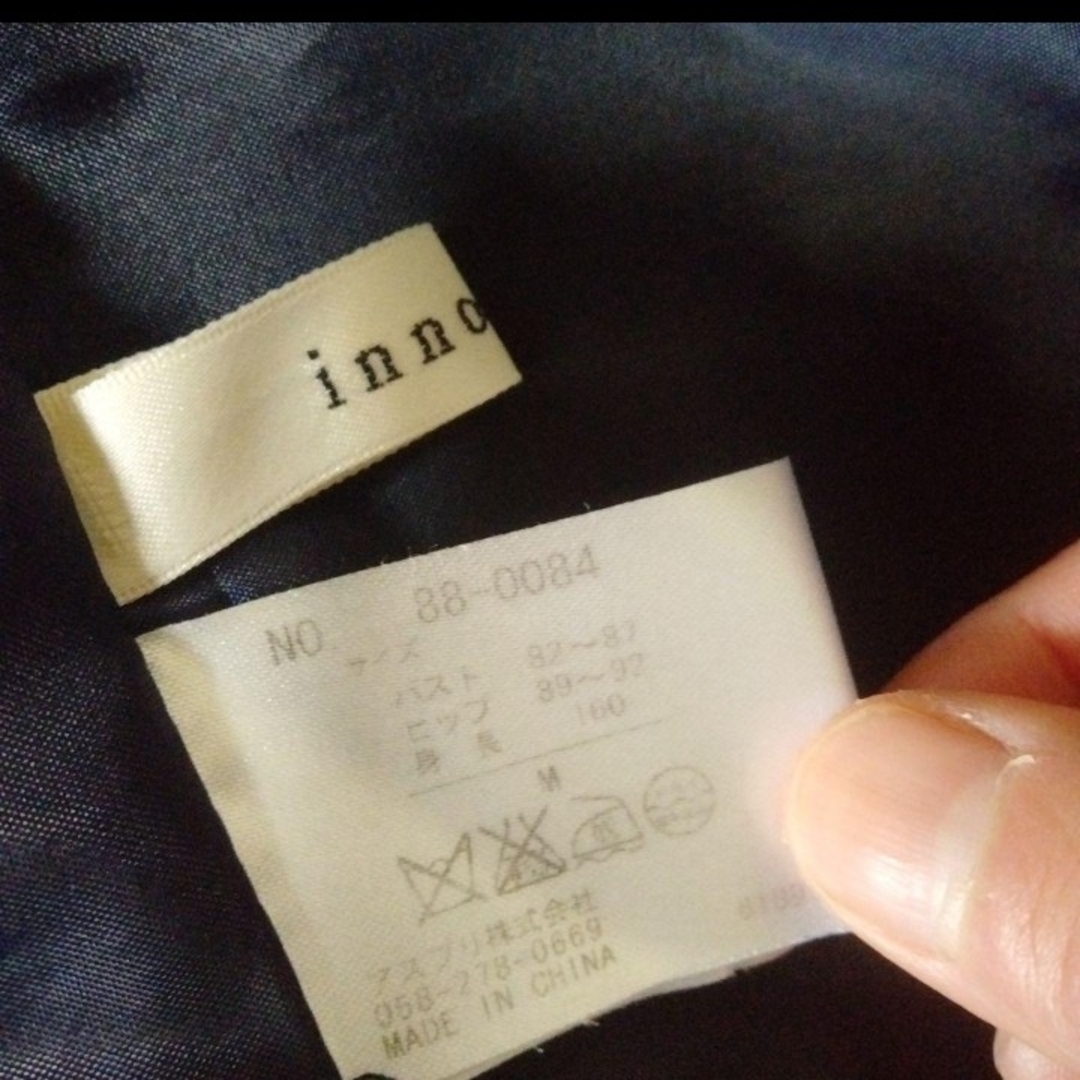 inno
NO 88-0084
サイズ
バスト 82〜87
ヒップ 89〜92
身長 160
M
アスプリ株式会社
058-278-0669
MADE IN CHINA